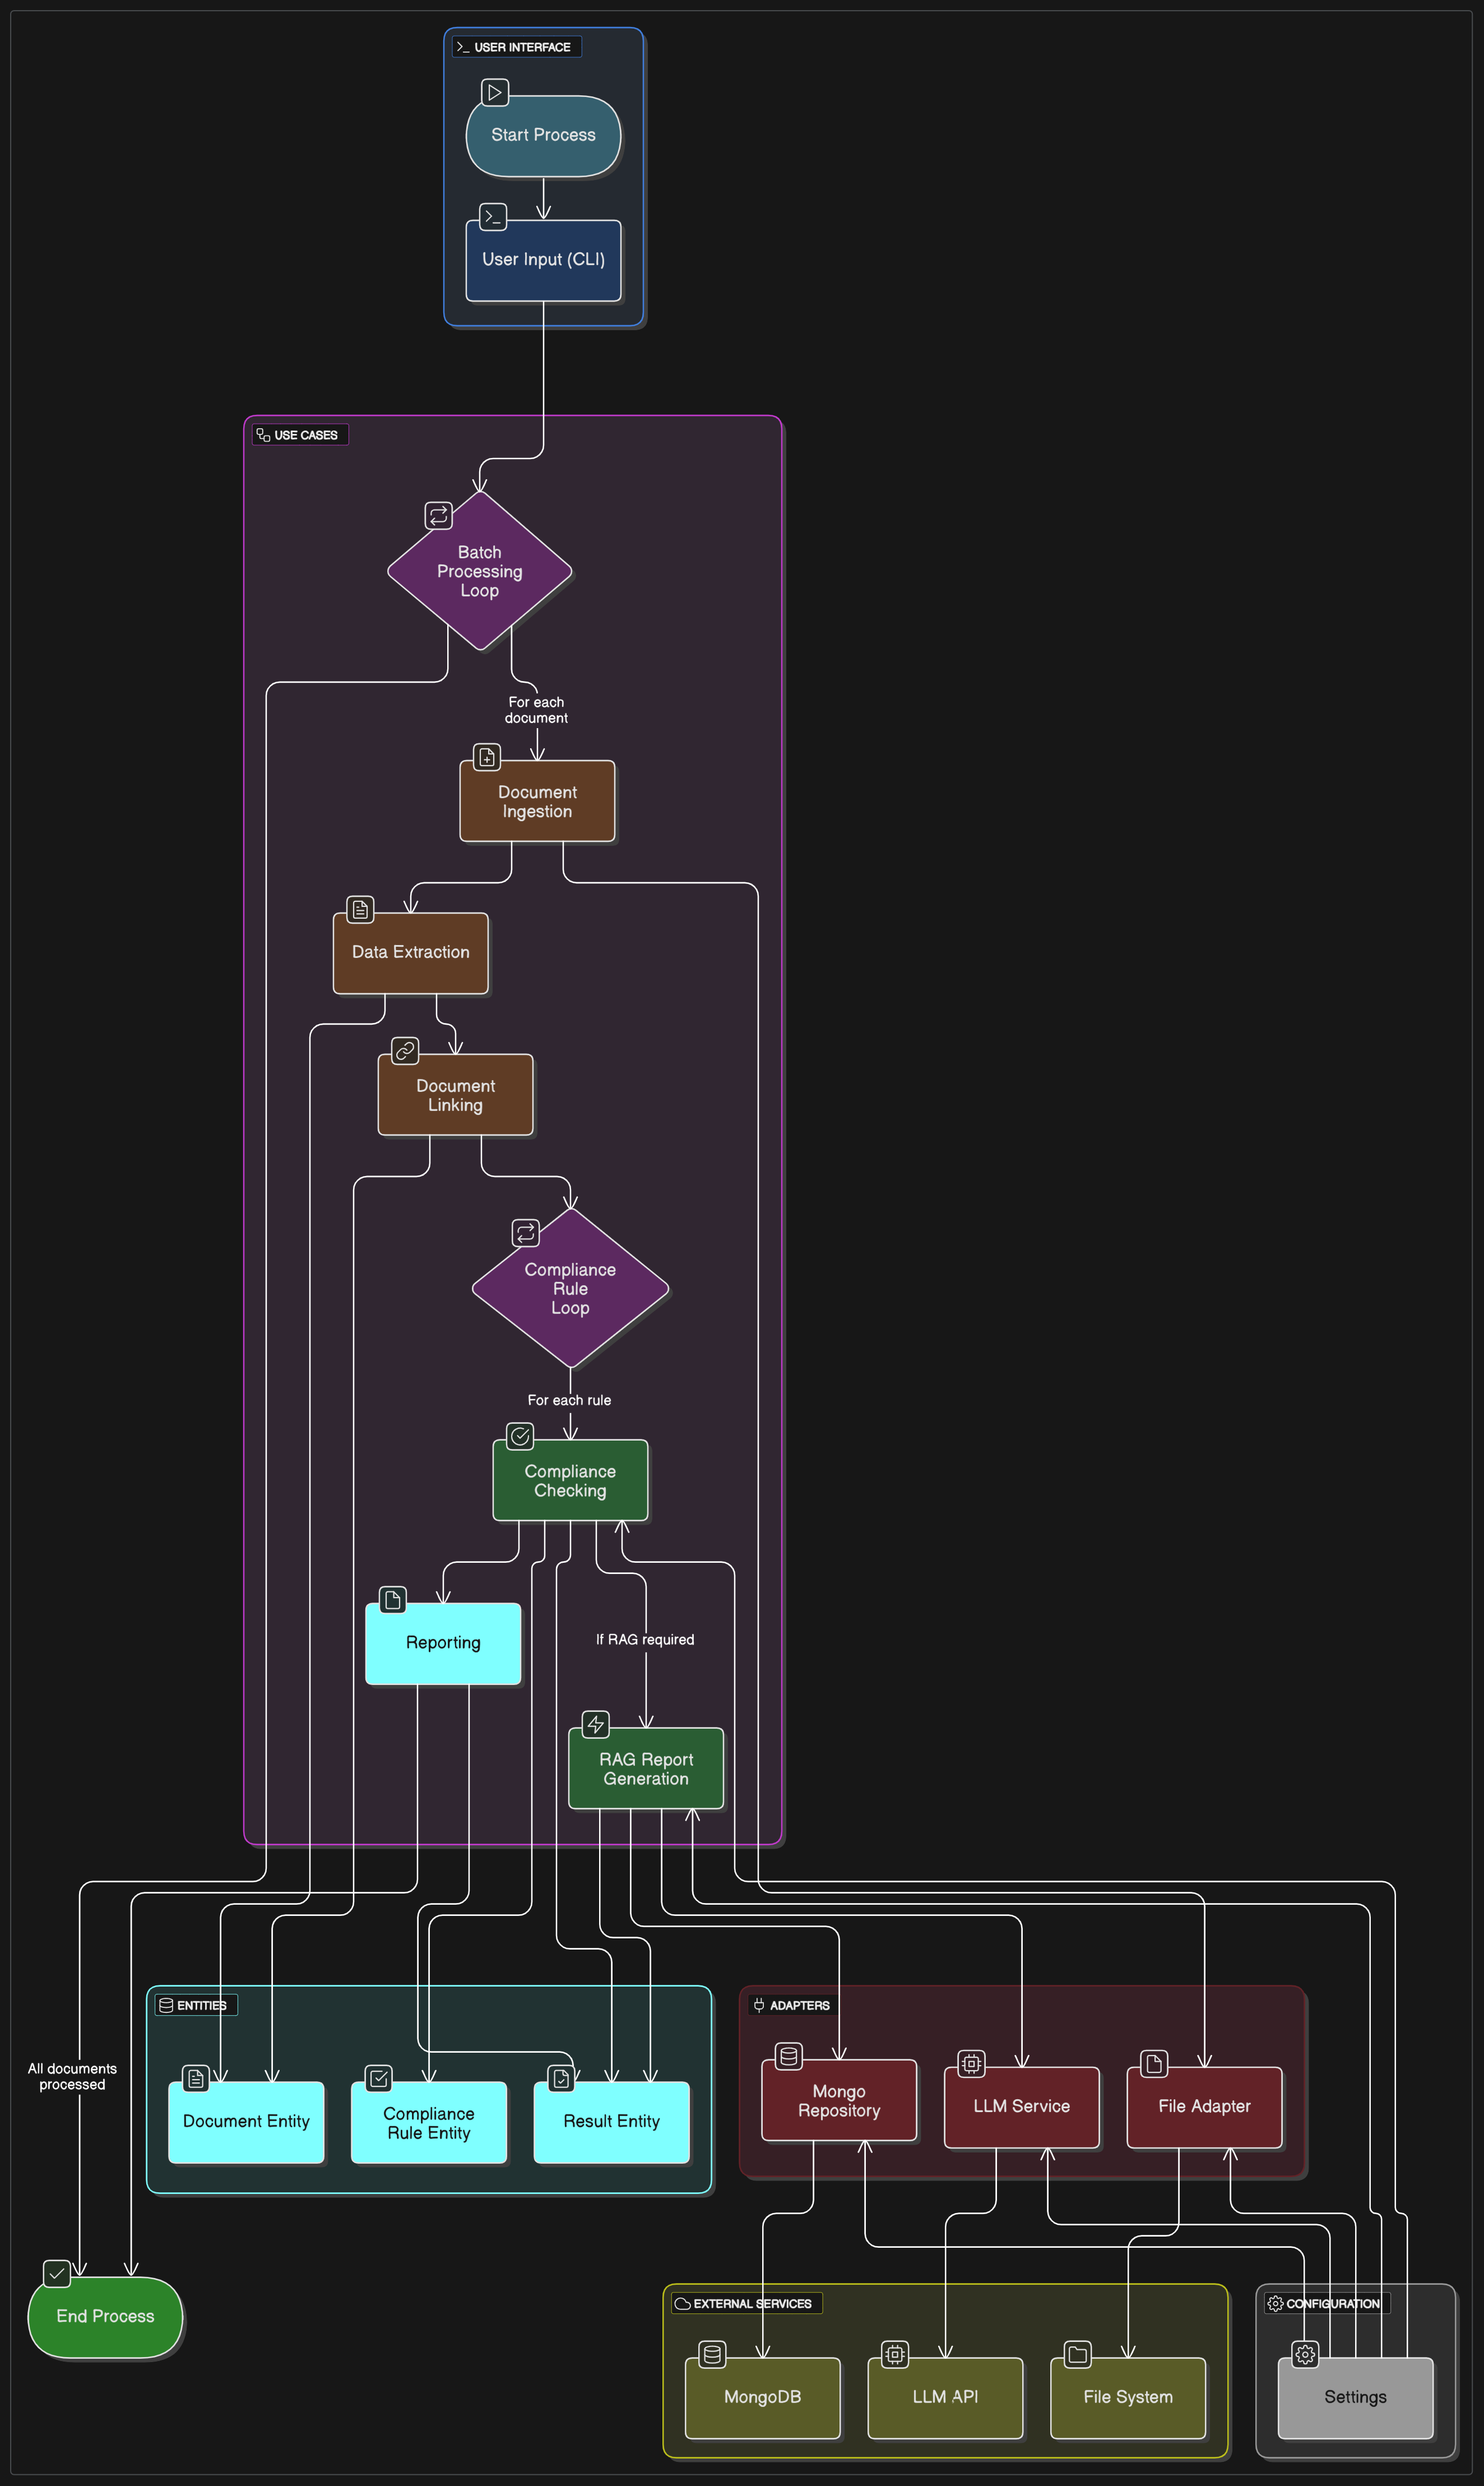 USER INTERFACE
Start Process
User Input (CLI)
USE CASES
Batch
Processing
Loop
For each
document
Document
Ingestion
Data Extraction
Document
Linking
Compliance
Rule
Loop
For each rule
Compliance
Checking
Reporting
If RAG required
RAG Report
Generation
ENTITIES
Document Entity
Compliance
Rule Entity
Result Entity
ADAPTERS
Mongo
Repository
LLM Service
File Adapter
All documents
processed
End Process
EXTERNAL SERVICES
MongoDB
LLM API
File System
CONFIGURATION
Settings